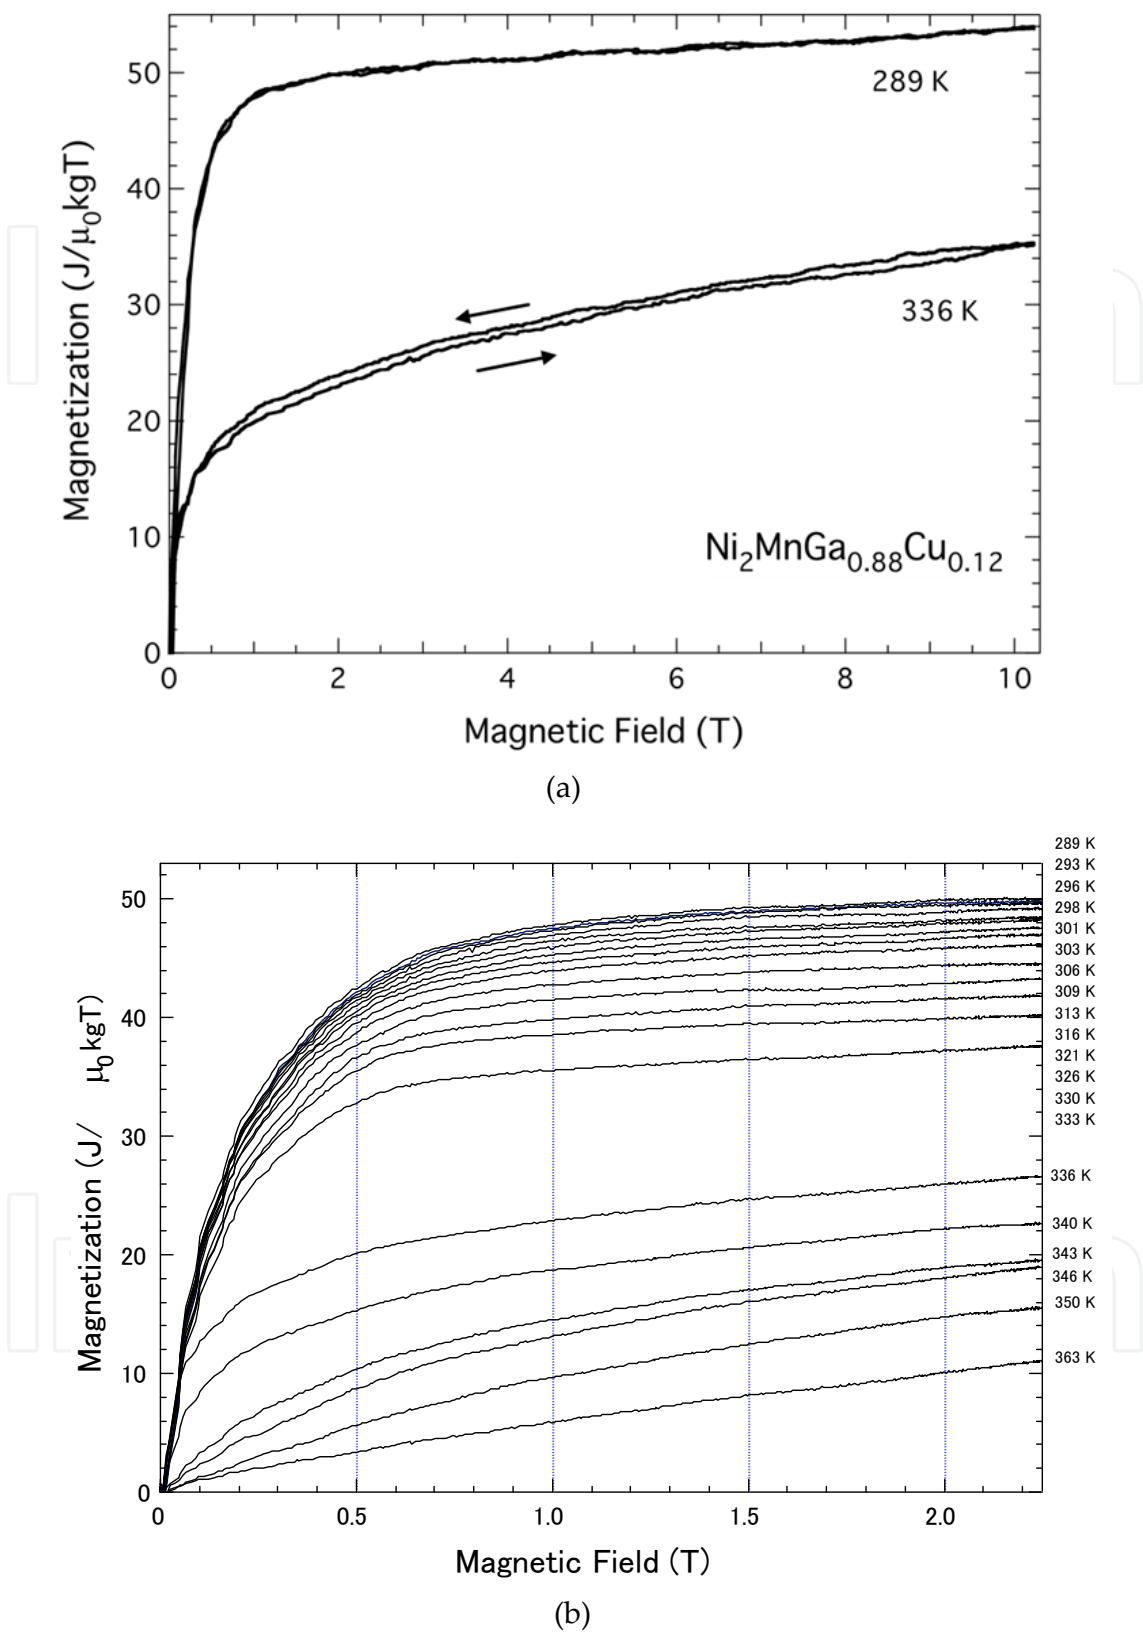 50
40
30
20
10
0
Magnetization (J/μ₀kgT)
289 K
336 K
Ni₂MnGa₀.₈₈Cu₀.₁₂
0 2 4 6 8 10
Magnetic Field (T)
(a)
50
40
30
20
10
0
Magnetization (J/ μ₀kgT)
289 K
293 K
296 K
298 K
301 K
303 K
306 K
309 K
313 K
316 K
321 K
326 K
330 K
333 K
336 K
340 K
343 K
346 K
350 K
363 K
0 0.5 1.0 1.5 2.0
Magnetic Field (T)
(b)